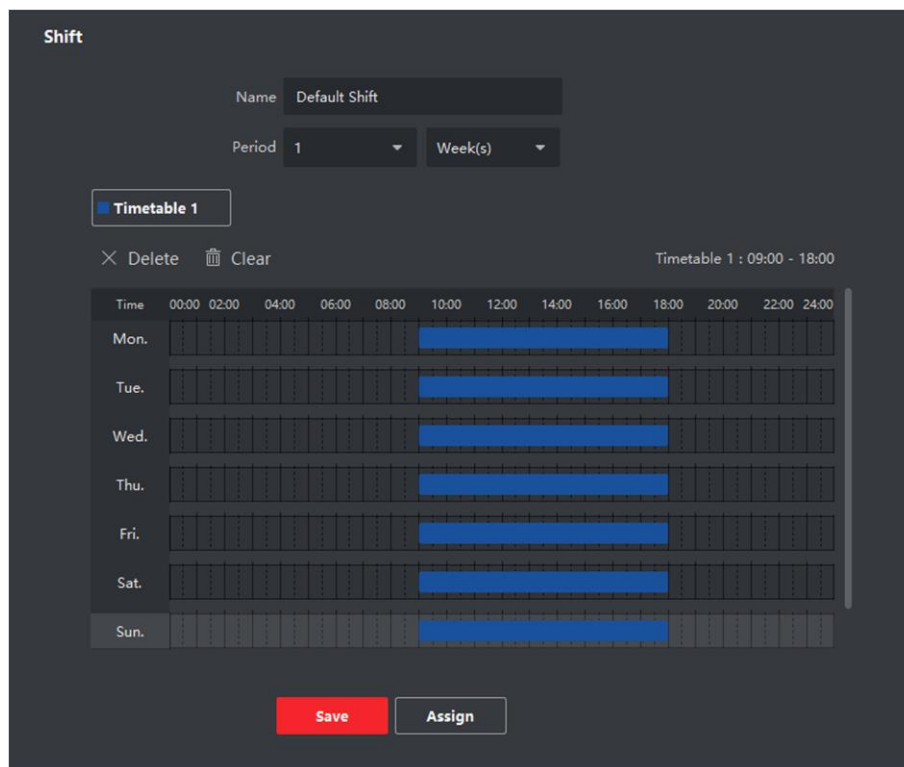 Shift
Name Default Shift
Period 1 Week(s)
Timetable 1
Delete Clear Timetable 1 : 09:00 - 18:00
Time 00:00 02:00 04:00 06:00 08:00 10:00 12:00 14:00 16:00 18:00 20:00 22:00 24:00
Mon.
Tue.
Wed.
Thu.
Fri.
Sat.
Sun.
Save Assign